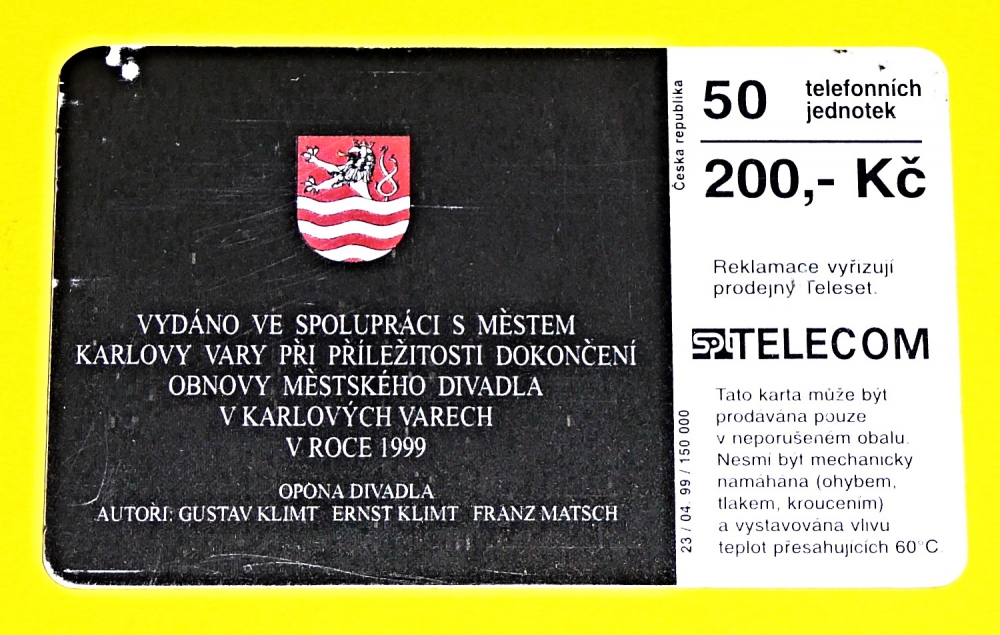 VYDÁNO VE SPOLUPRÁCI S MĚSTEM
KARLOVY VARY PŘI PŘÍLEŽITOSTI DOKONČENÍ
OBNOVY MĚSTSKÉHO DIVADLA
V KARLOVÝCH VARECH
V ROCE 1999
OPONA DIVADLA
AUTOŘI: GUSTAV KLIMT ERNST KLIMT FRANZ MATSCH
Česka republika
23 / 04. 99 / 150 000
50 telefonních
jednotek
200,- Kč
Reklamace vyřizují
prodejny Teleset.
SPT TELECOM
Tato karta může být
prodávána pouze
v neporušeném obalu.
Nesmí být mechanicky
namáhána (ohybem,
tlakem, kroucením)
a vystavována vlivu
teplot přesahujících 60°C